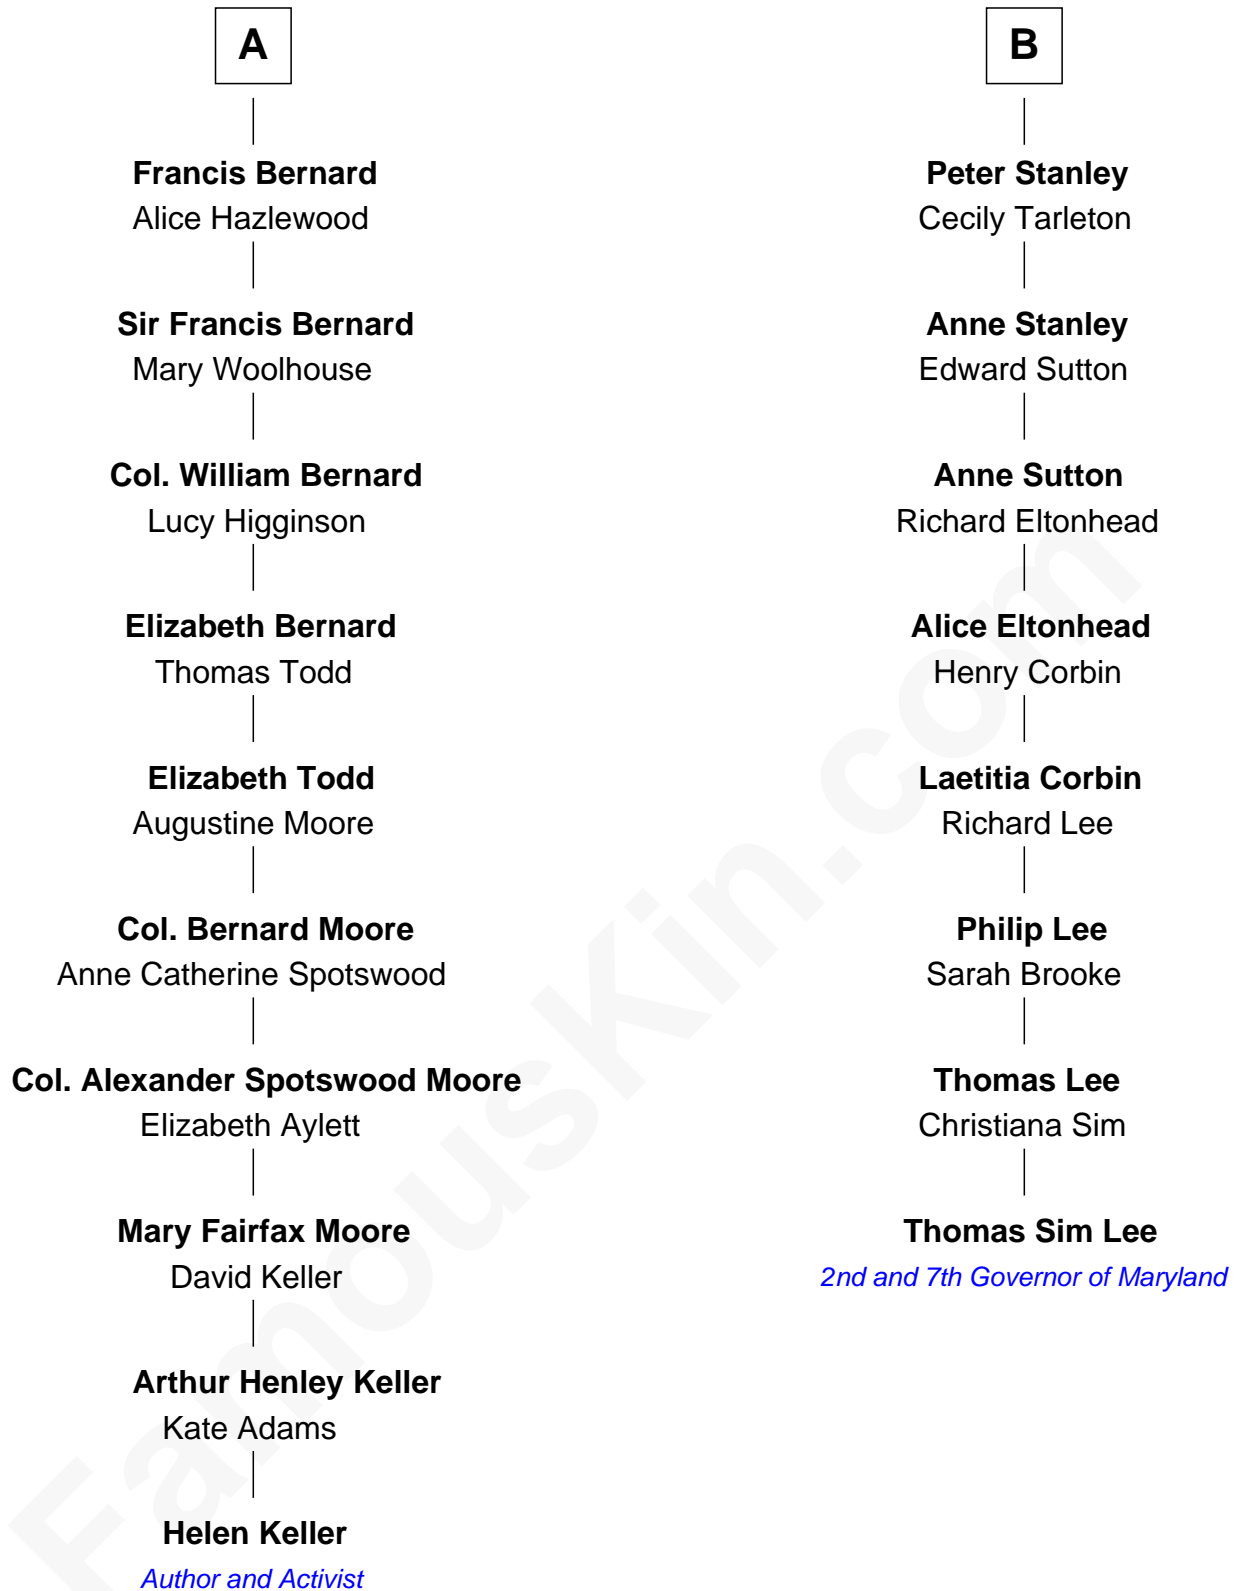 A
Francis Bernard
Alice Hazlewood
Sir Francis Bernard
Mary Woolhouse
Col. William Bernard
Lucy Higginson
Elizabeth Bernard
Thomas Todd
Elizabeth Todd
Augustine Moore
Col. Bernard Moore
Anne Catherine Spotswood
Col. Alexander Spotswood Moore
Elizabeth Aylett
Mary Fairfax Moore
David Keller
Arthur Henley Keller
Kate Adams
Helen Keller
Author and Activist
B
Peter Stanley
Cecily Tarleton
Anne Stanley
Edward Sutton
Anne Sutton
Richard Eltonhead
Alice Eltonhead
Henry Corbin
Laetitia Corbin
Richard Lee
Philip Lee
Sarah Brooke
Thomas Lee
Christiana Sim
Thomas Sim Lee
2nd and 7th Governor of Maryland
FamousKin.com